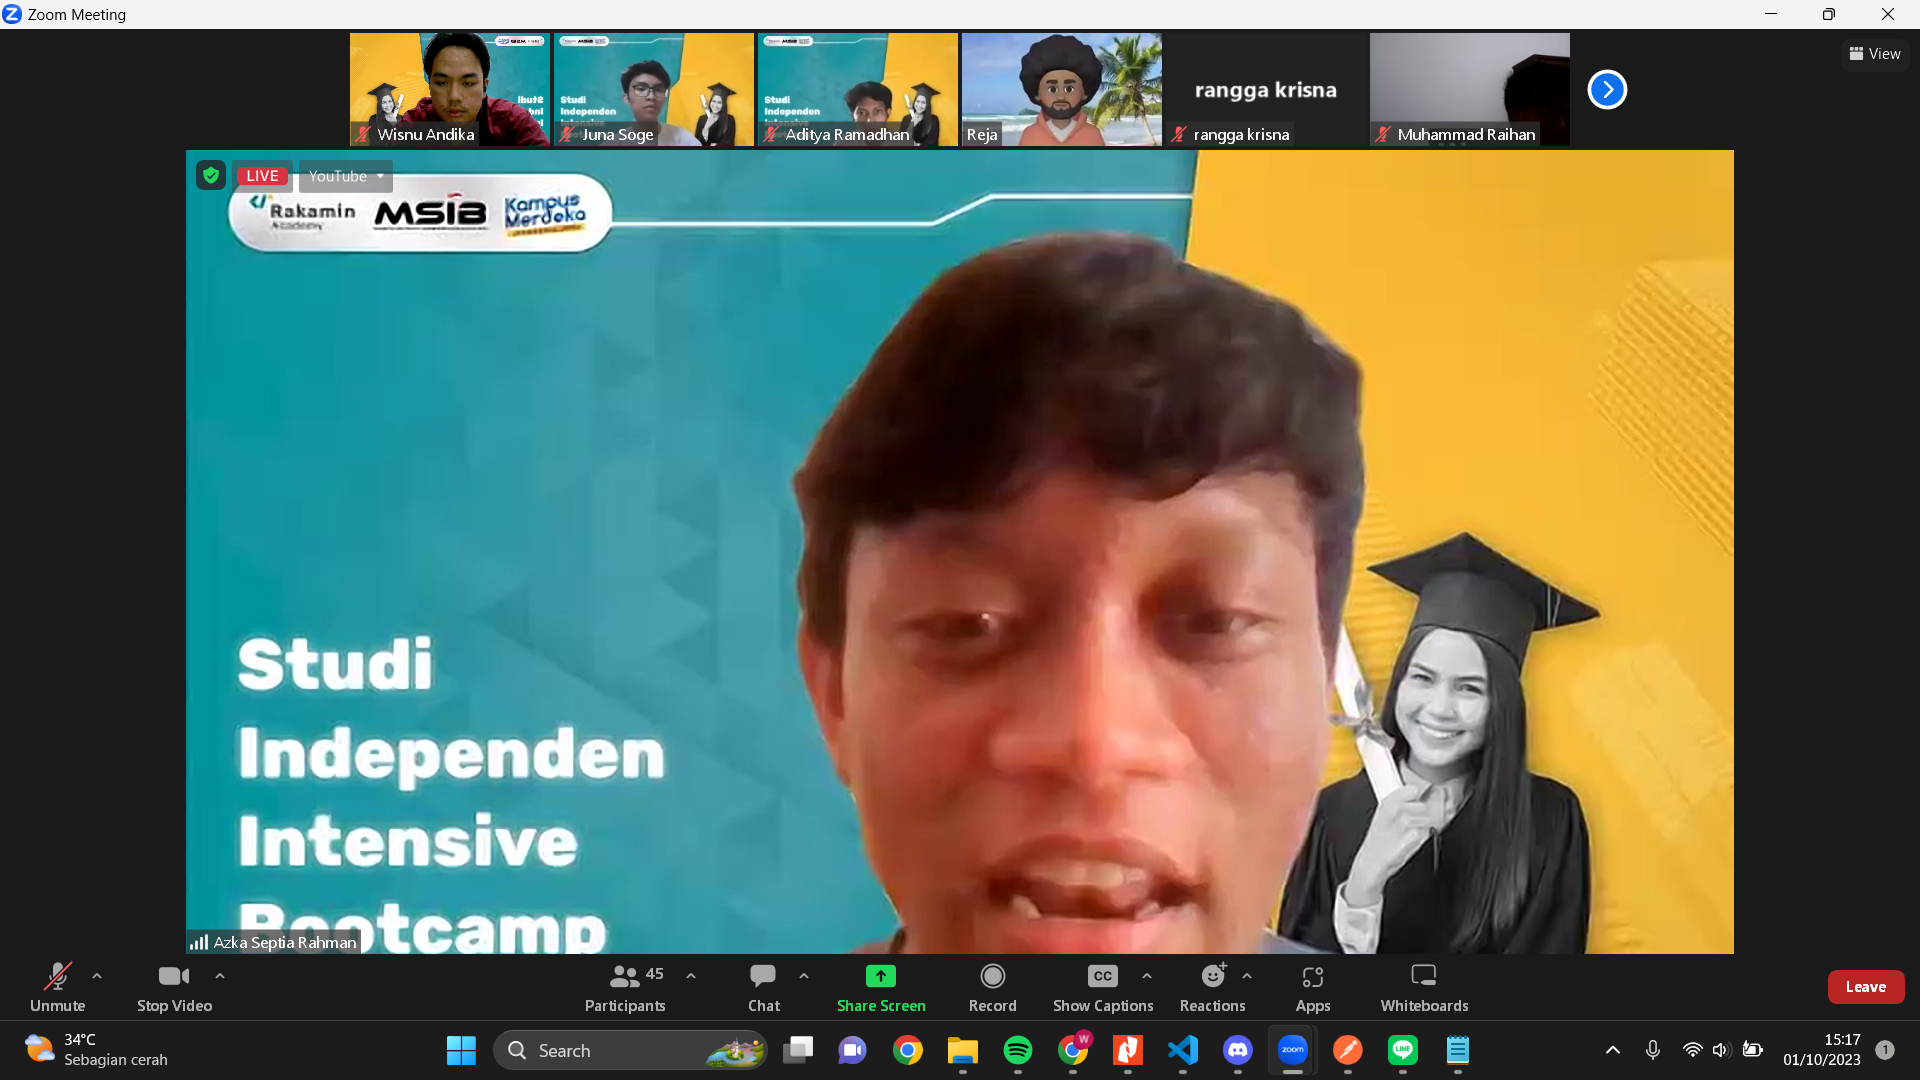 Zoom Meeting
View
Studi
Wisnu Andika
Studi
Independen
Juna Soge
Studi
Independen
Aditya Ramadhan
Reja
rangga krisna
rangga krisna
Muhammad Raihan
LIVE
YouTube
Rakamin
Academy
MSIB
Kampus
Merdeka
Studi
Independen
Intensive
Bootcamp
Azka Septia Rahman
Unmute
Stop Video
45
Participants
Chat
Share Screen
Record
CC
Show Captions
Reactions
Apps
Whiteboards
Leave
34°C
Sebagian cerah
Search
W
zoom
LINE
15:17
01/10/2023
1